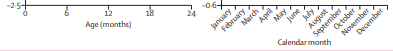 −2·5
0 6 12 18 24
Age (months)
−0·6
January February March April May June July August September October November December
Calendar month